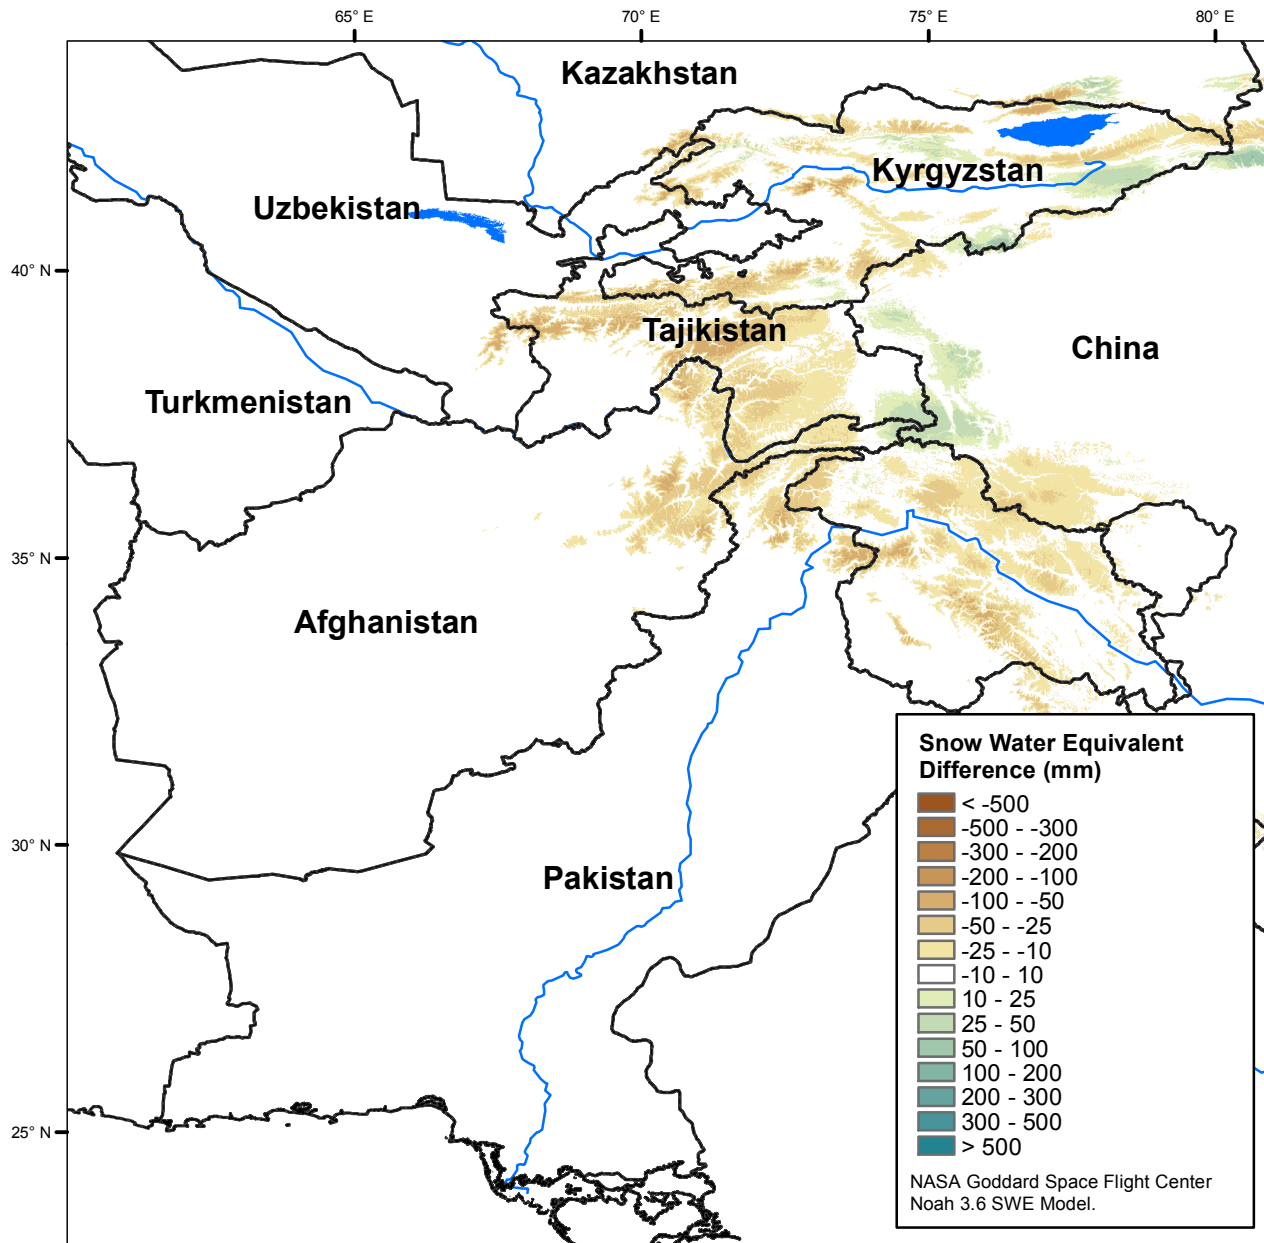 65° E
70° E
75° E
80° E
Kazakhstan
Kyrgyzstan
Uzbekistan
40° N
Tajikistan
China
Turkmenistan
35° N
Afghanistan
Snow Water Equivalent
Difference (mm)
< -500
-500 - -300
-300 - -200
-200 - -100
-100 - -50
-50 - -25
-25 - -10
-10 - 10
10 - 25
25 - 50
50 - 100
100 - 200
200 - 300
300 - 500
> 500
30° N
Pakistan
25° N
NASA Goddard Space Flight Center
Noah 3.6 SWE Model.